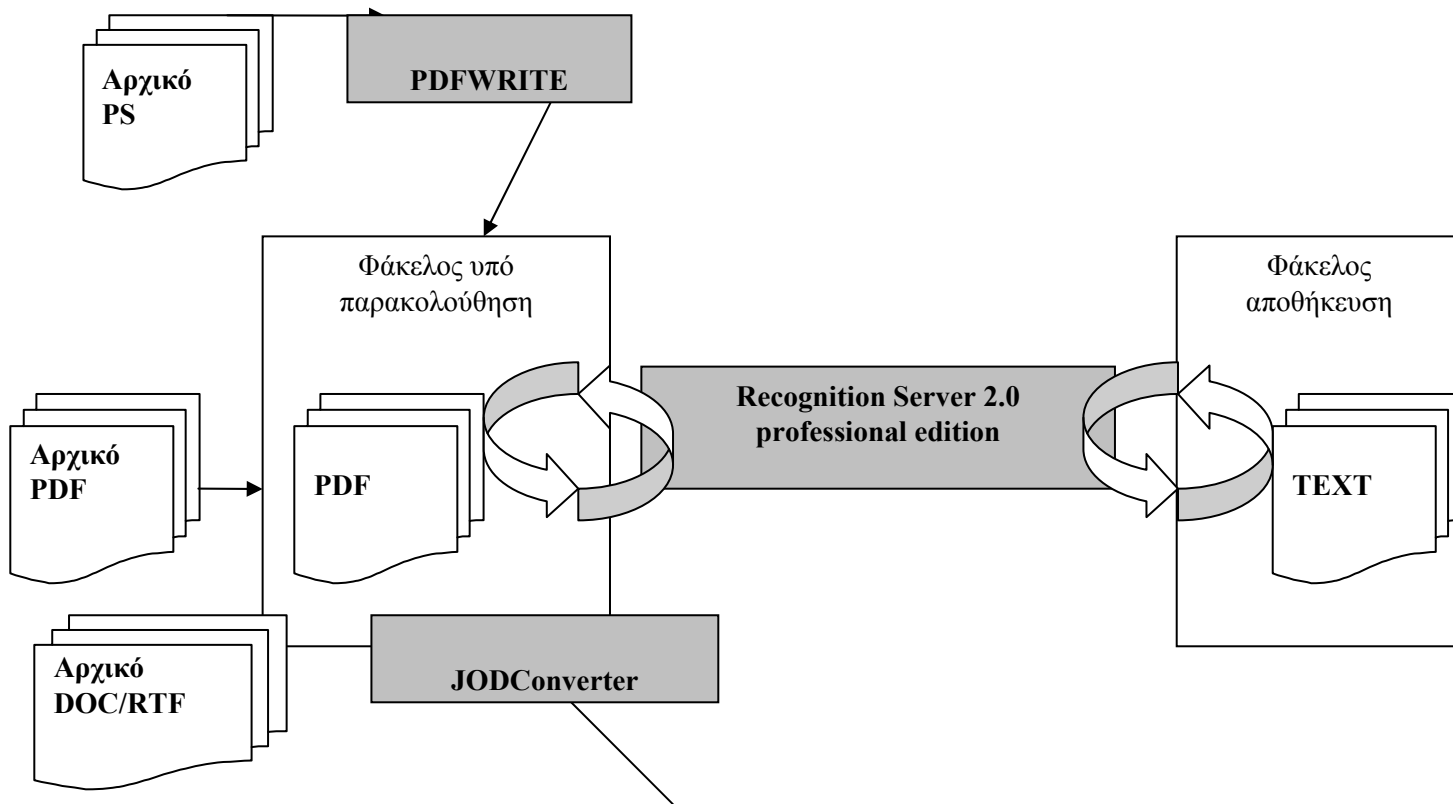 Αρχικό
PS
PDFWRITE
Φάκελος υπό
παρακολούθηση
Φάκελος
αποθήκευση
Αρχικό
PDF
PDF
Recognition Server 2.0
professional edition
TEXT
Αρχικό
DOC/RTF
JODConverter